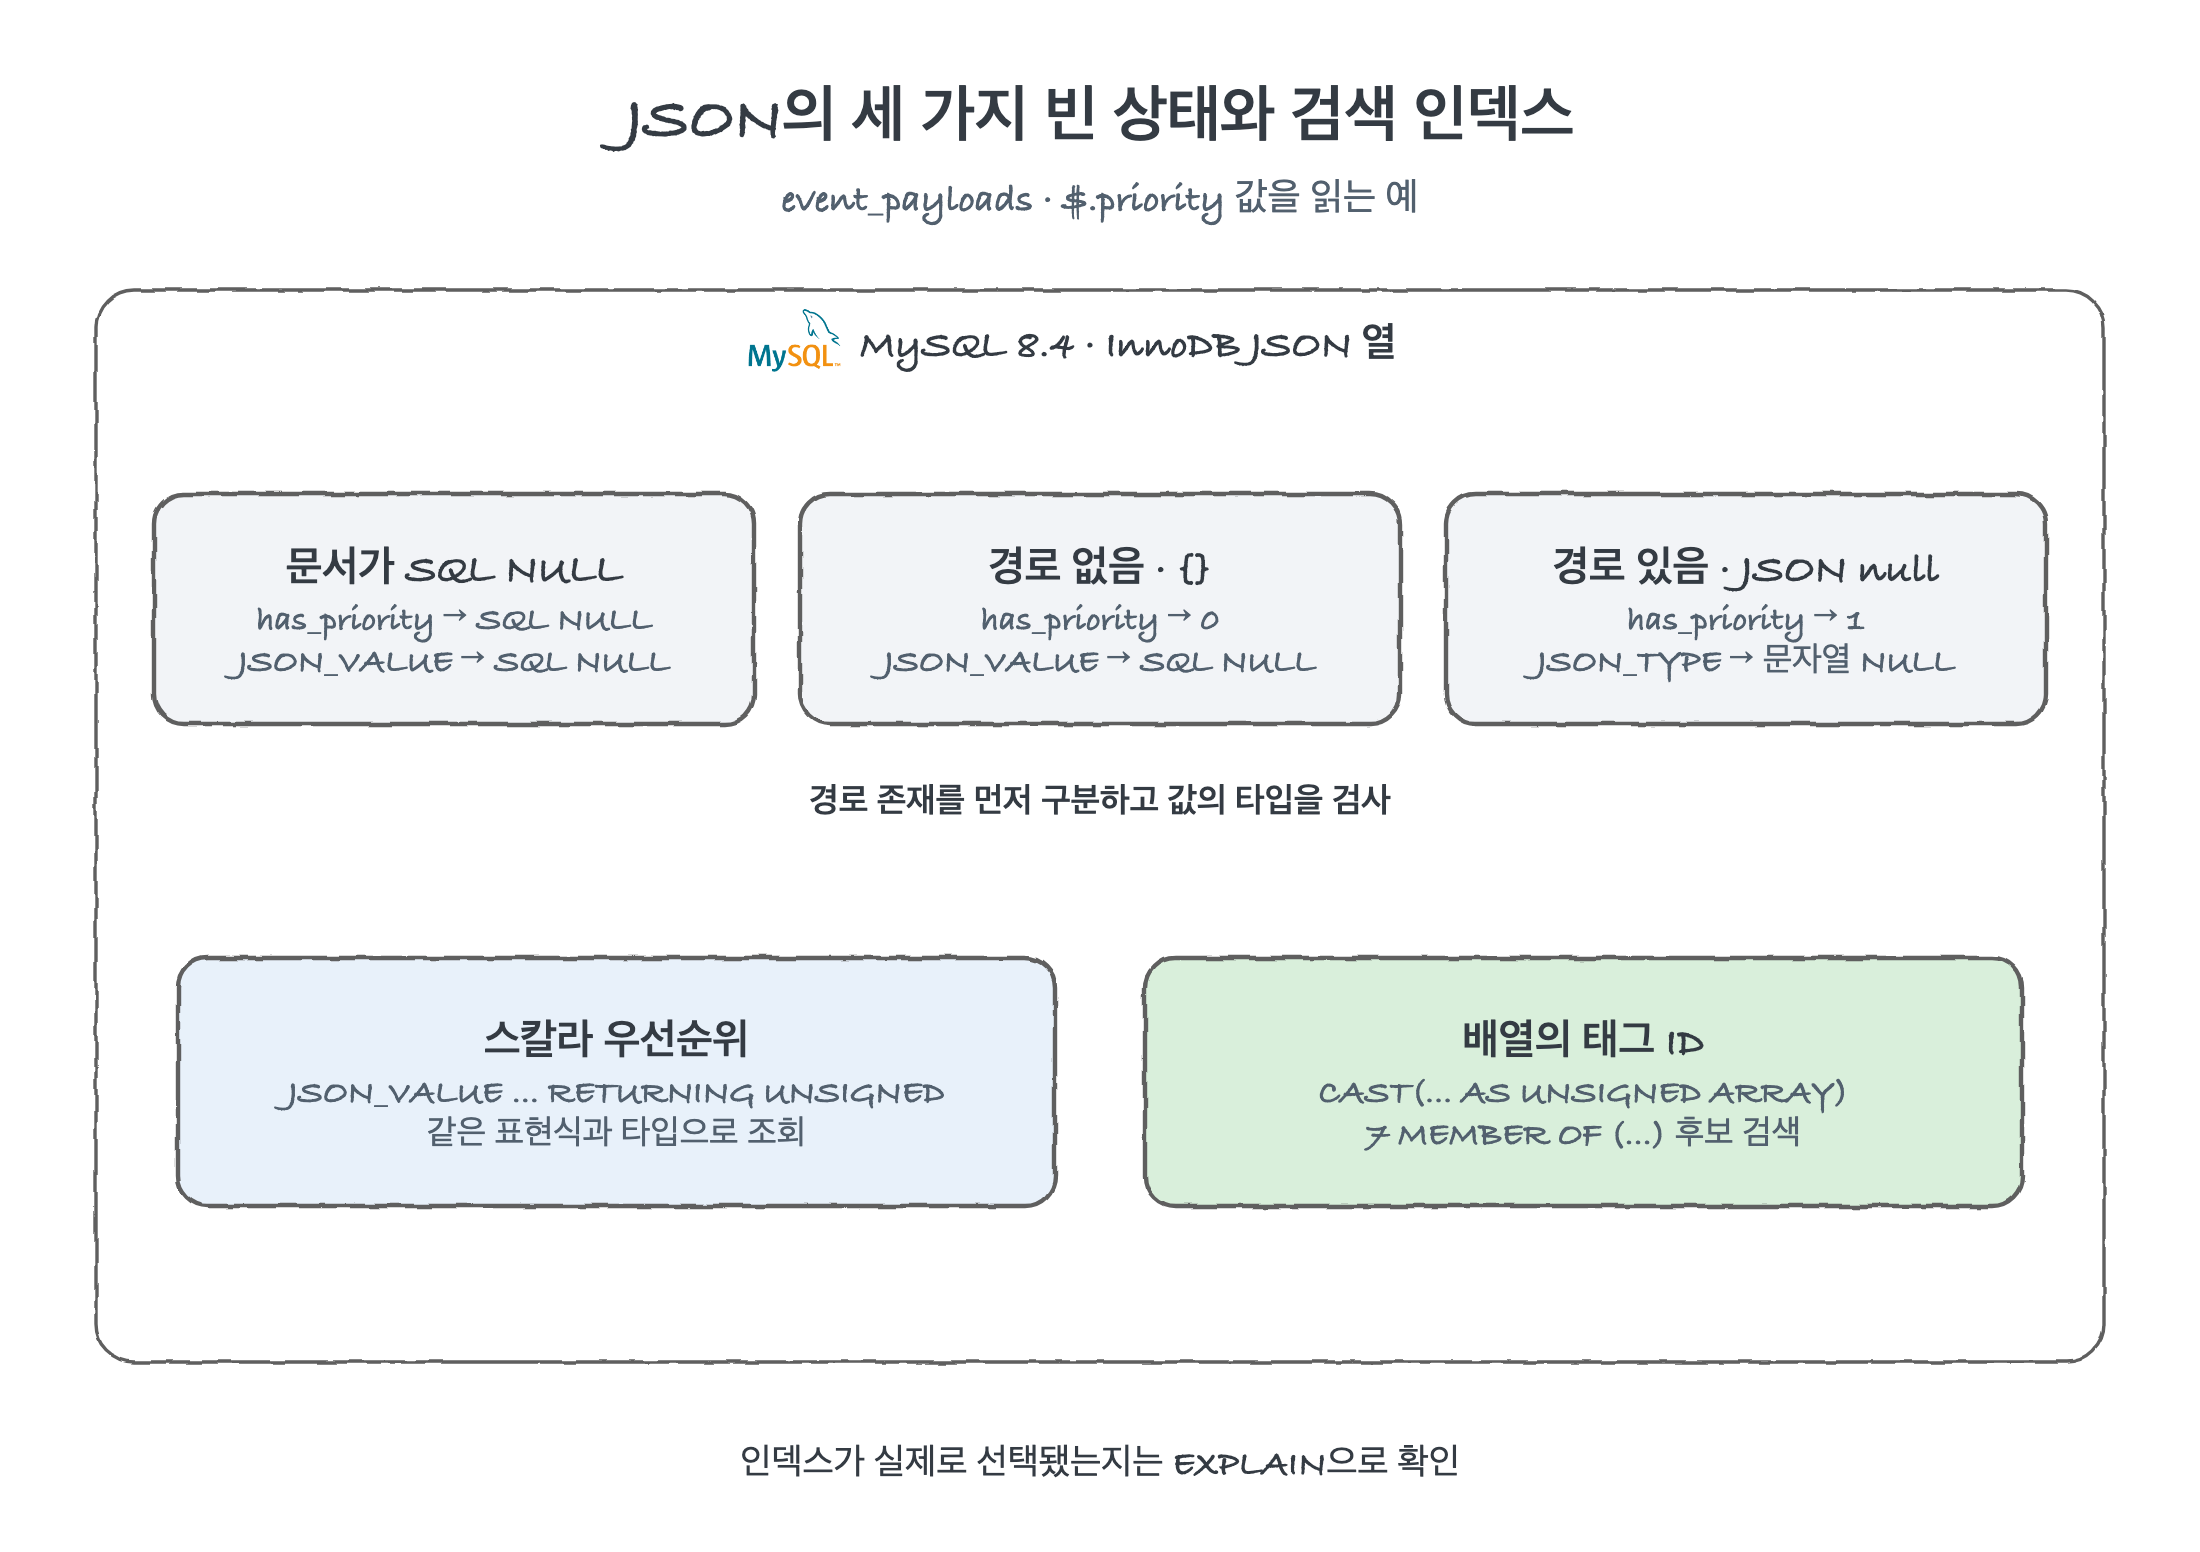 JSON의 세 가지 빈 상태와 검색 인덱스
event_payloads · $.priority 값을 읽는 예
MySQL™ MySQL 8.4 · InnoDB JSON 열
문서가 SQL NULL
has_priority → SQL NULL
JSON_VALUE → SQL NULL
경로 없음 · {}
has_priority → 0
JSON_VALUE → SQL NULL
경로 있음 · JSON null
has_priority → 1
JSON_TYPE → 문자열 NULL
경로 존재를 먼저 구분하고 값의 타입을 검사
스칼라 우선순위
JSON_VALUE ... RETURNING UNSIGNED
같은 표현식과 타입으로 조회
배열의 태그 ID
CAST(... AS UNSIGNED ARRAY)
7 MEMBER OF (...) 후보 검색
인덱스가 실제로 선택됐는지는 EXPLAIN으로 확인